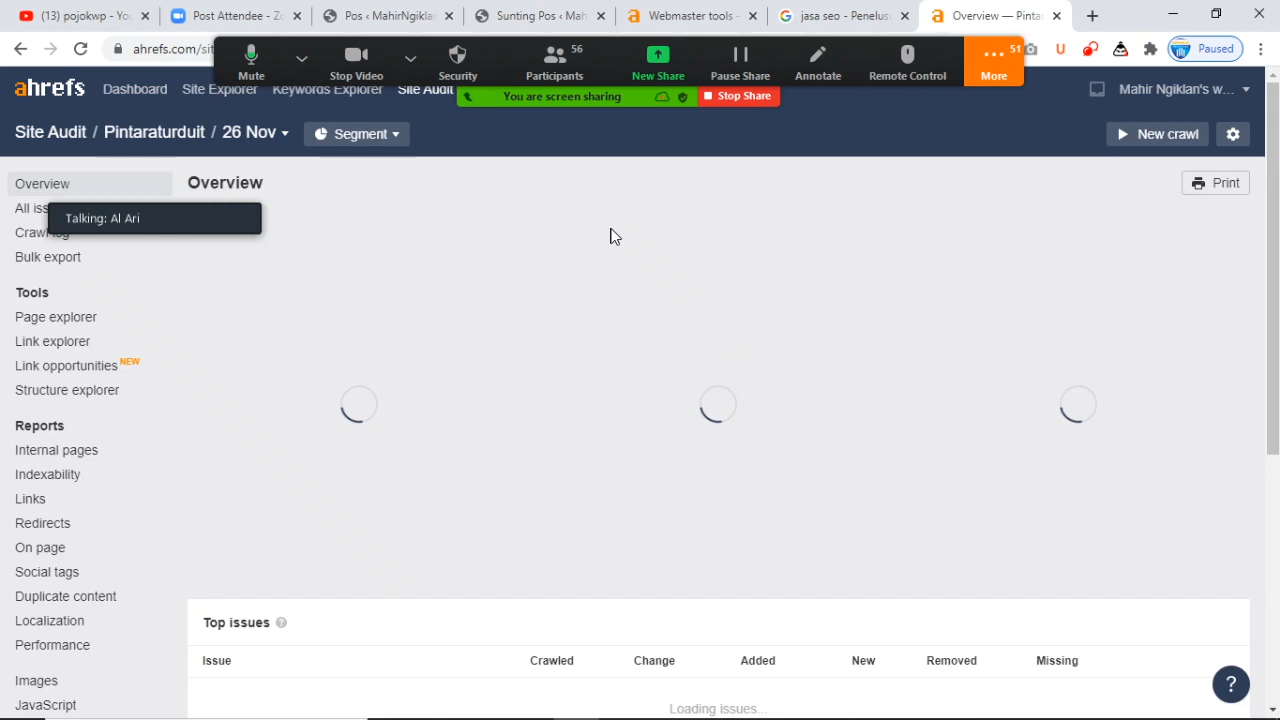 (13) pojokwp - You
Post Attendee - Zo
Pos ‹ MahirNgiklan
Sunting Pos ‹ Mah
Webmaster tools -
jasa seo - Penelus
Overview — Pintar
ahrefs.com/sit
Paused
Mute
Stop Video
Security
56
Participants
New Share
Pause Share
Annotate
Remote Control
51
More
You are screen sharing
Stop Share
ahrefs
Dashboard
Site Explorer
Keywords Explorer
Site Audit
Mahir Ngiklan's w...
Site Audit / Pintaraturduit / 26 Nov
Segment
New crawl
Overview
Overview
Print
All iss
Talking: Al Ari
Crawl log
Bulk export
Tools
Page explorer
Link explorer
Link opportunities NEW
Structure explorer
Reports
Internal pages
Indexability
Links
Redirects
On page
Social tags
Duplicate content
Localization
Performance
Images
JavaScript
Top issues ?
Issue Crawled Change Added New Removed Missing
Loading issues...
?